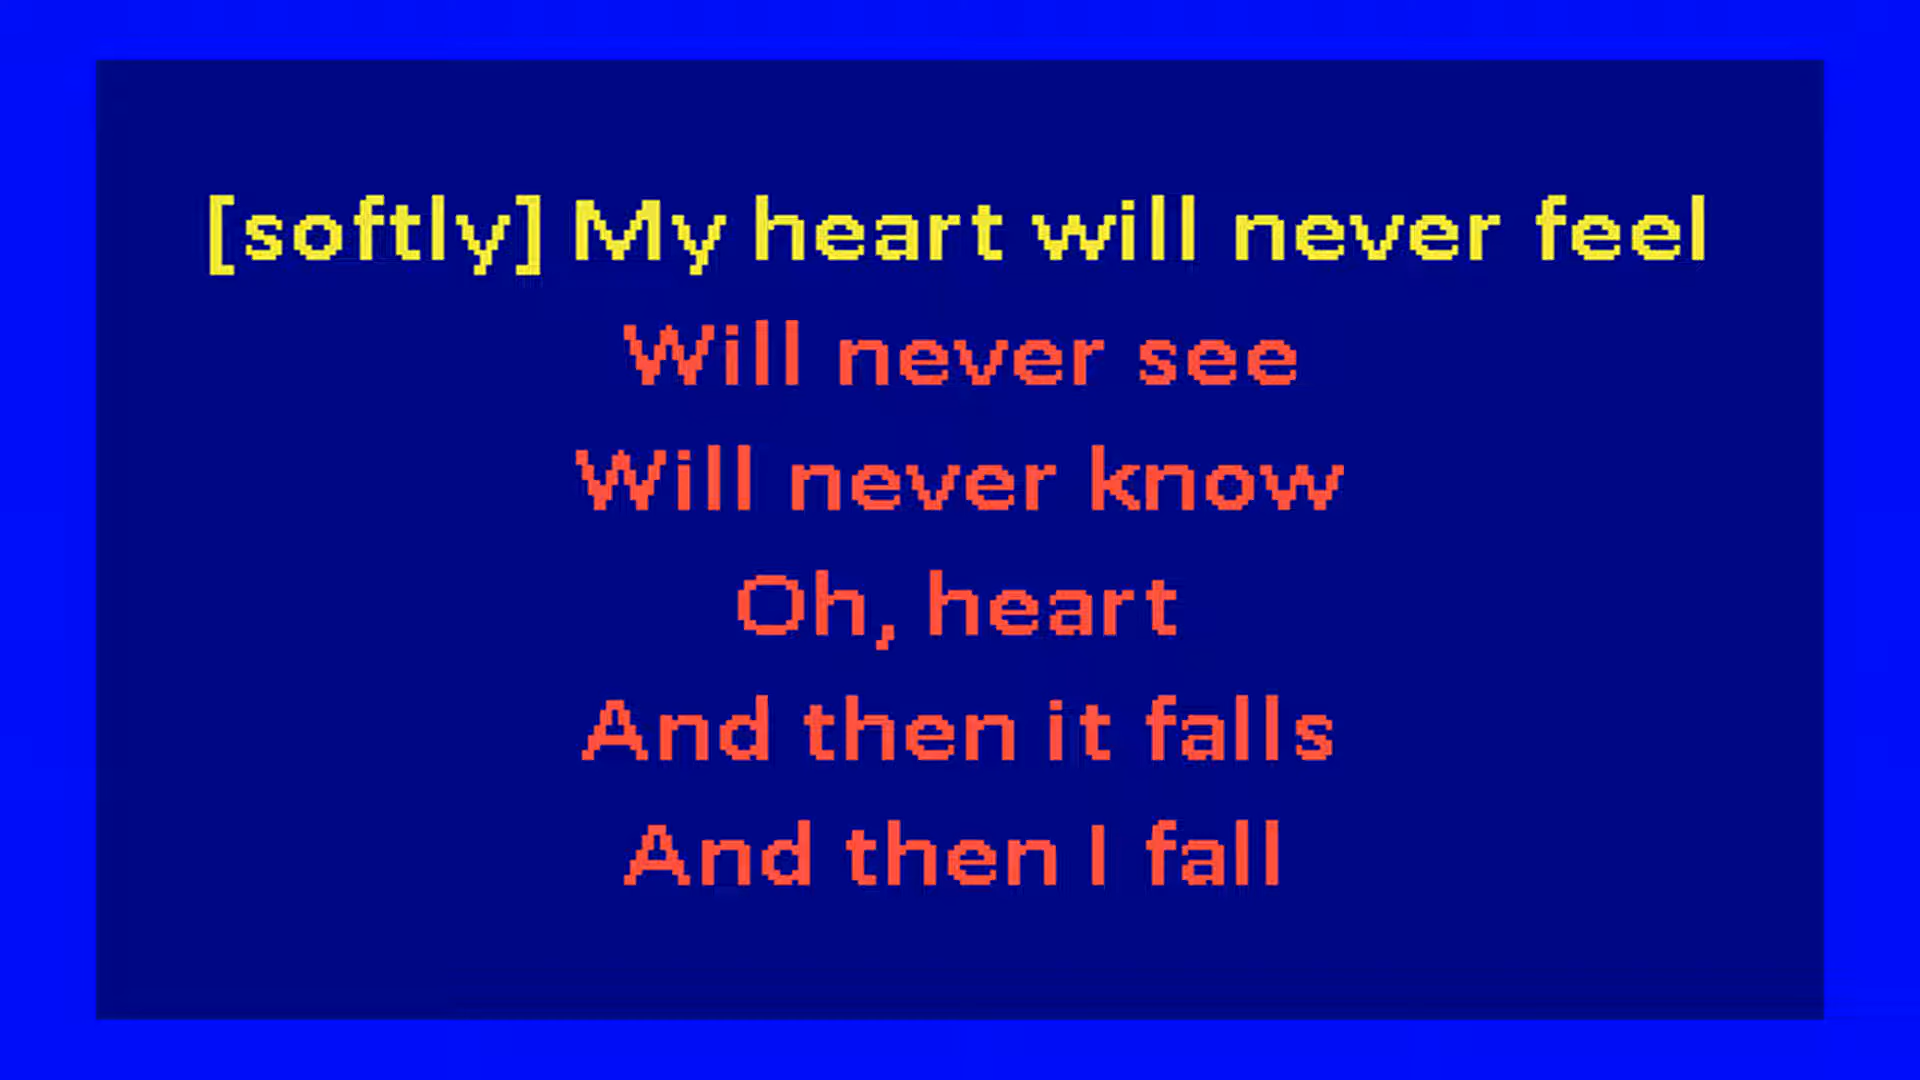 [softly] My heart will never feel
Will never see
Will never know
Oh, heart
And then it falls
And then I fall